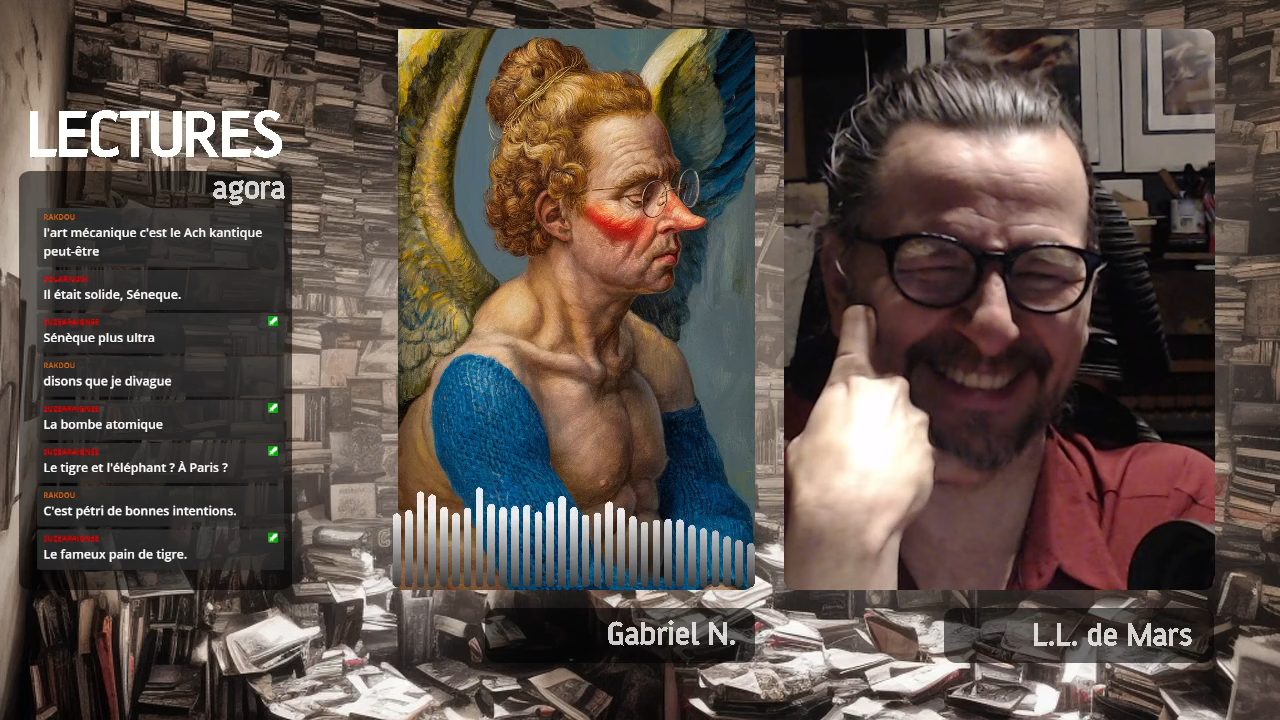 LECTURES
agora
RAKDOU
l'art mécanique c'est le Ach kantique
peut-être
Il était solide, Séneque.
Sénèque plus ultra
RAKDOU
disons que je divague
La bombe atomique
Le tigre et l'éléphant ? À Paris ?
RAKDOU
C'est pétri de bonnes intentions.
Le fameux pain de tigre.
Gabriel N.
L.L. de Mars